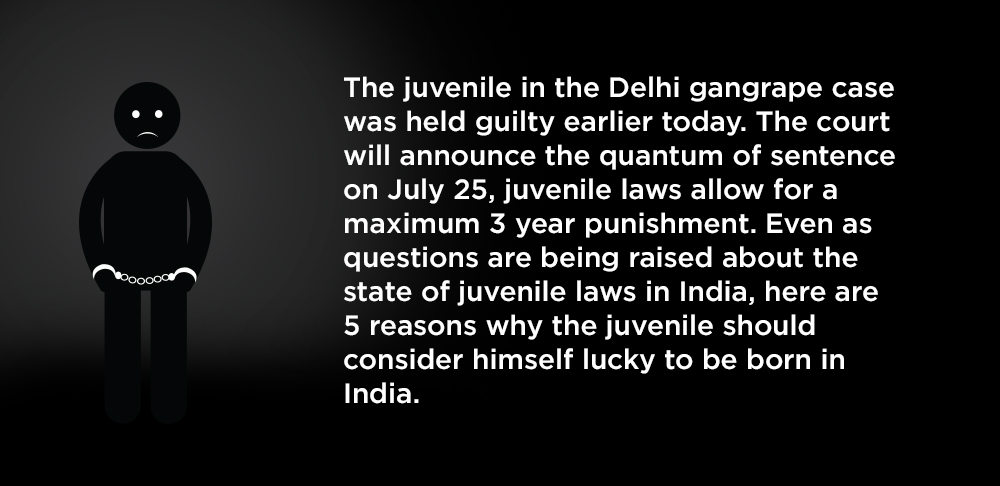 The juvenile in the Delhi gangrape case
was held guilty earlier today. The court
will announce the quantum of sentence
on July 25, juvenile laws allow for a
maximum 3 year punishment. Even as
questions are being raised about the
state of juvenile laws in India, here are
5 reasons why the juvenile should
consider himself lucky to be born in
India.